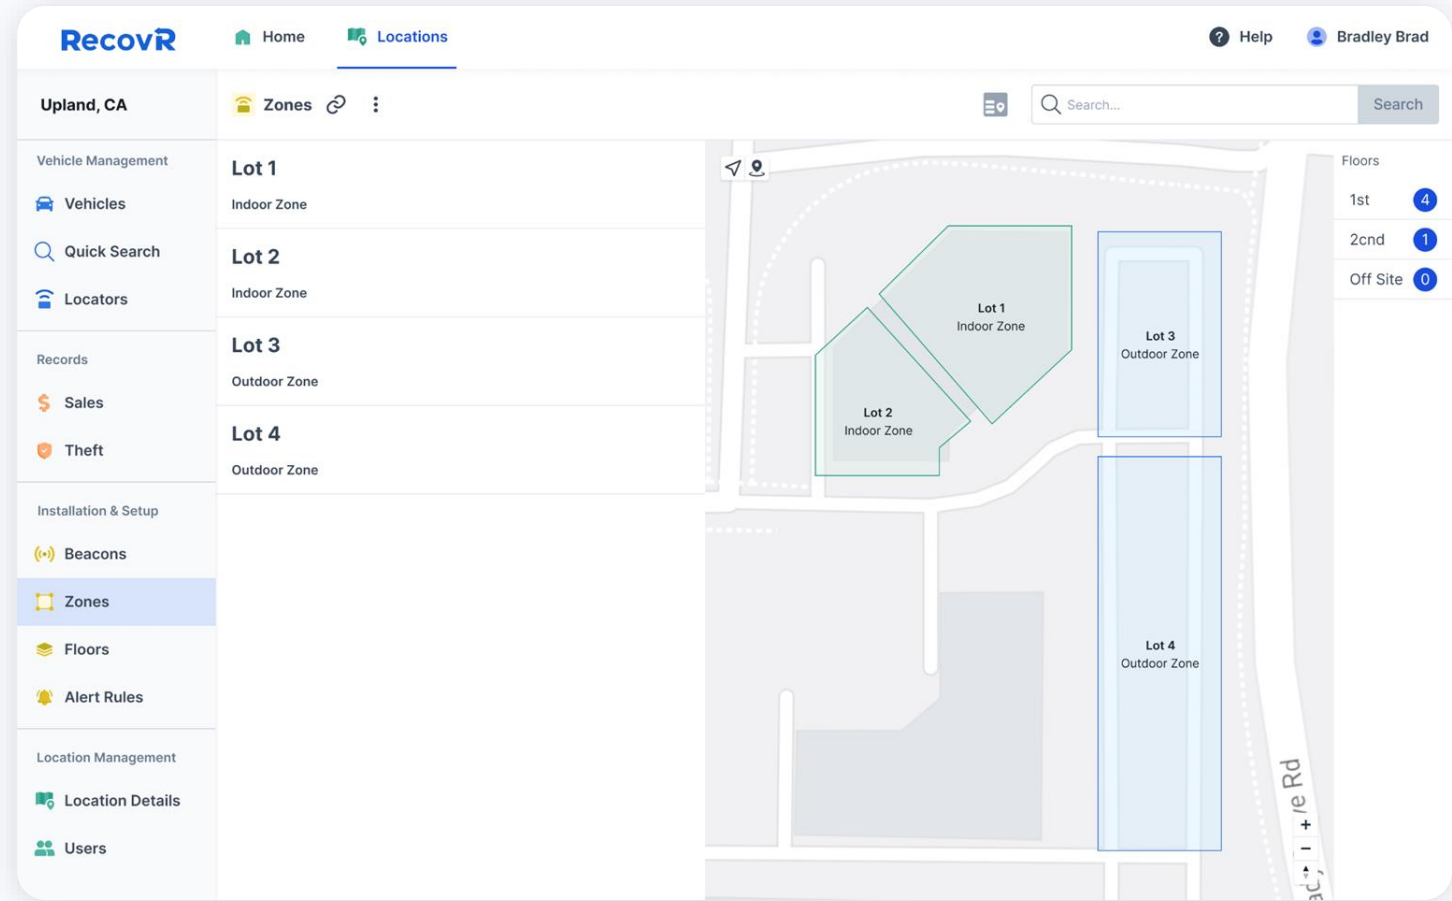 RecovR
Home
Locations
Help
Bradley Brad
Upland, CA
Zones
Search...
Search
Vehicle Management
Vehicles
Quick Search
Locators
Records
Sales
Theft
Installation & Setup
Beacons
Zones
Floors
Alert Rules
Location Management
Location Details
Users
Lot 1
Indoor Zone
Lot 2
Indoor Zone
Lot 3
Outdoor Zone
Lot 4
Outdoor Zone
Lot 1
Indoor Zone
Lot 2
Indoor Zone
Lot 3
Outdoor Zone
Lot 4
Outdoor Zone
Rd
Floors
1st 4
2cnd 1
Off Site 0